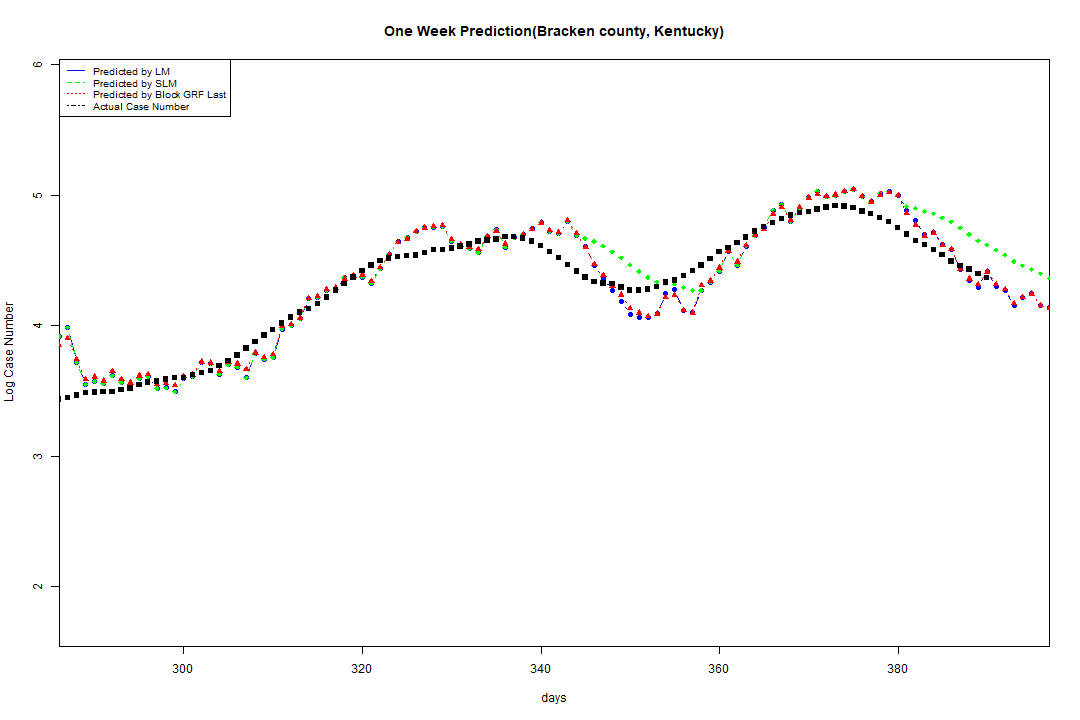 One Week Prediction(Bracken county, Kentucky)
Predicted by LM
Predicted by SLM
Predicted by Block GRF Last
Actual Case Number
6
5
4
3
2
Log Case Number
300
320
340
360
380
days